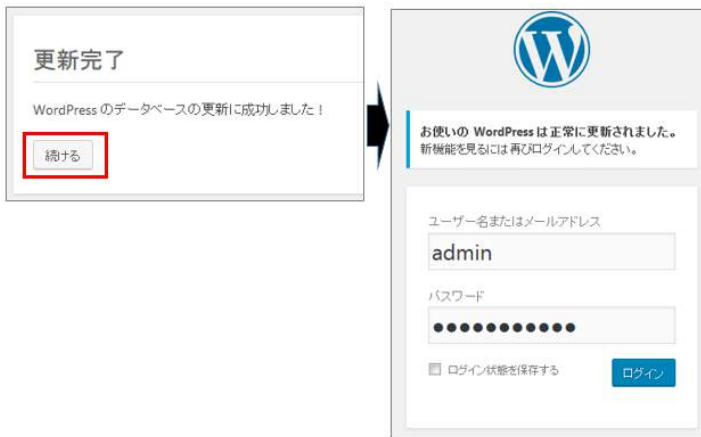 更新完了
WordPress のデータベースの更新に成功しました！
続ける
お使いの WordPress は正常に更新されました。
新機能を見るには再びログインしてください。
ユーザー名またはメールアドレス
admin
パスワード
●●●●●●●●●●●
ログイン状態を保存する
ログイン